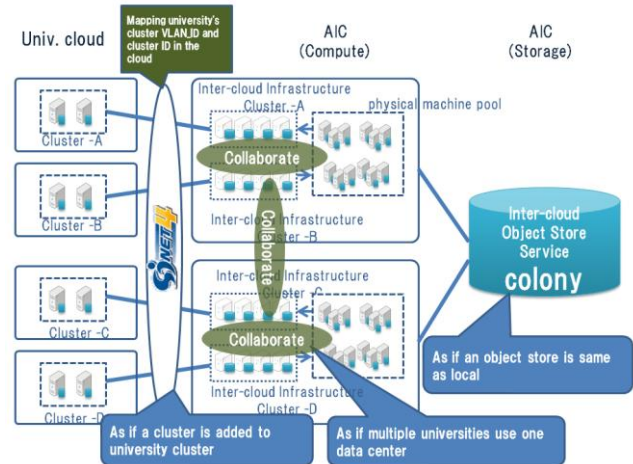 Univ. cloud
Mapping university's
cluster VLAN_ID and
cluster ID in the
cloud
AIC
(Compute)
AIC
(Storage)
Inter-cloud Infrastructure
Cluster -A
physical machine pool
Cluster -A
Collaborate
Cluster -B
Inter-cloud Infrastructure
Cluster -B
Collaborate
SINET4
Inter-cloud
Object Store
Service
colony
Inter-cloud Infrastructure
Cluster -C
Cluster -C
Collaborate
Inter-cloud Infrastructure
Cluster -D
Cluster -D
As if an object store is same
as local
As if a cluster is added to
university cluster
As if multiple universities use one
data center